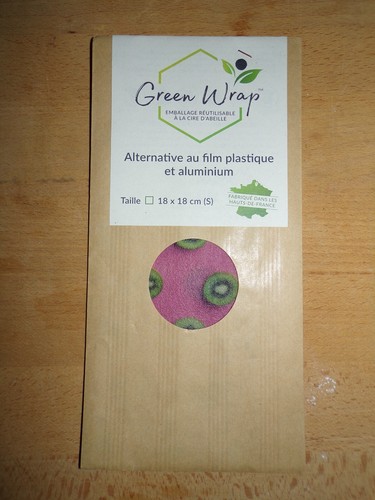 Green Wrap™
EMBALLAGE RÉUTILISABLE
À LA CIRE D'ABEILLE
Alternative au film plastique
et aluminium
Taille ☐ 18 x 18 cm (S)
FABRIQUÉ DANS LES
HAUTS-DE-FRANCE